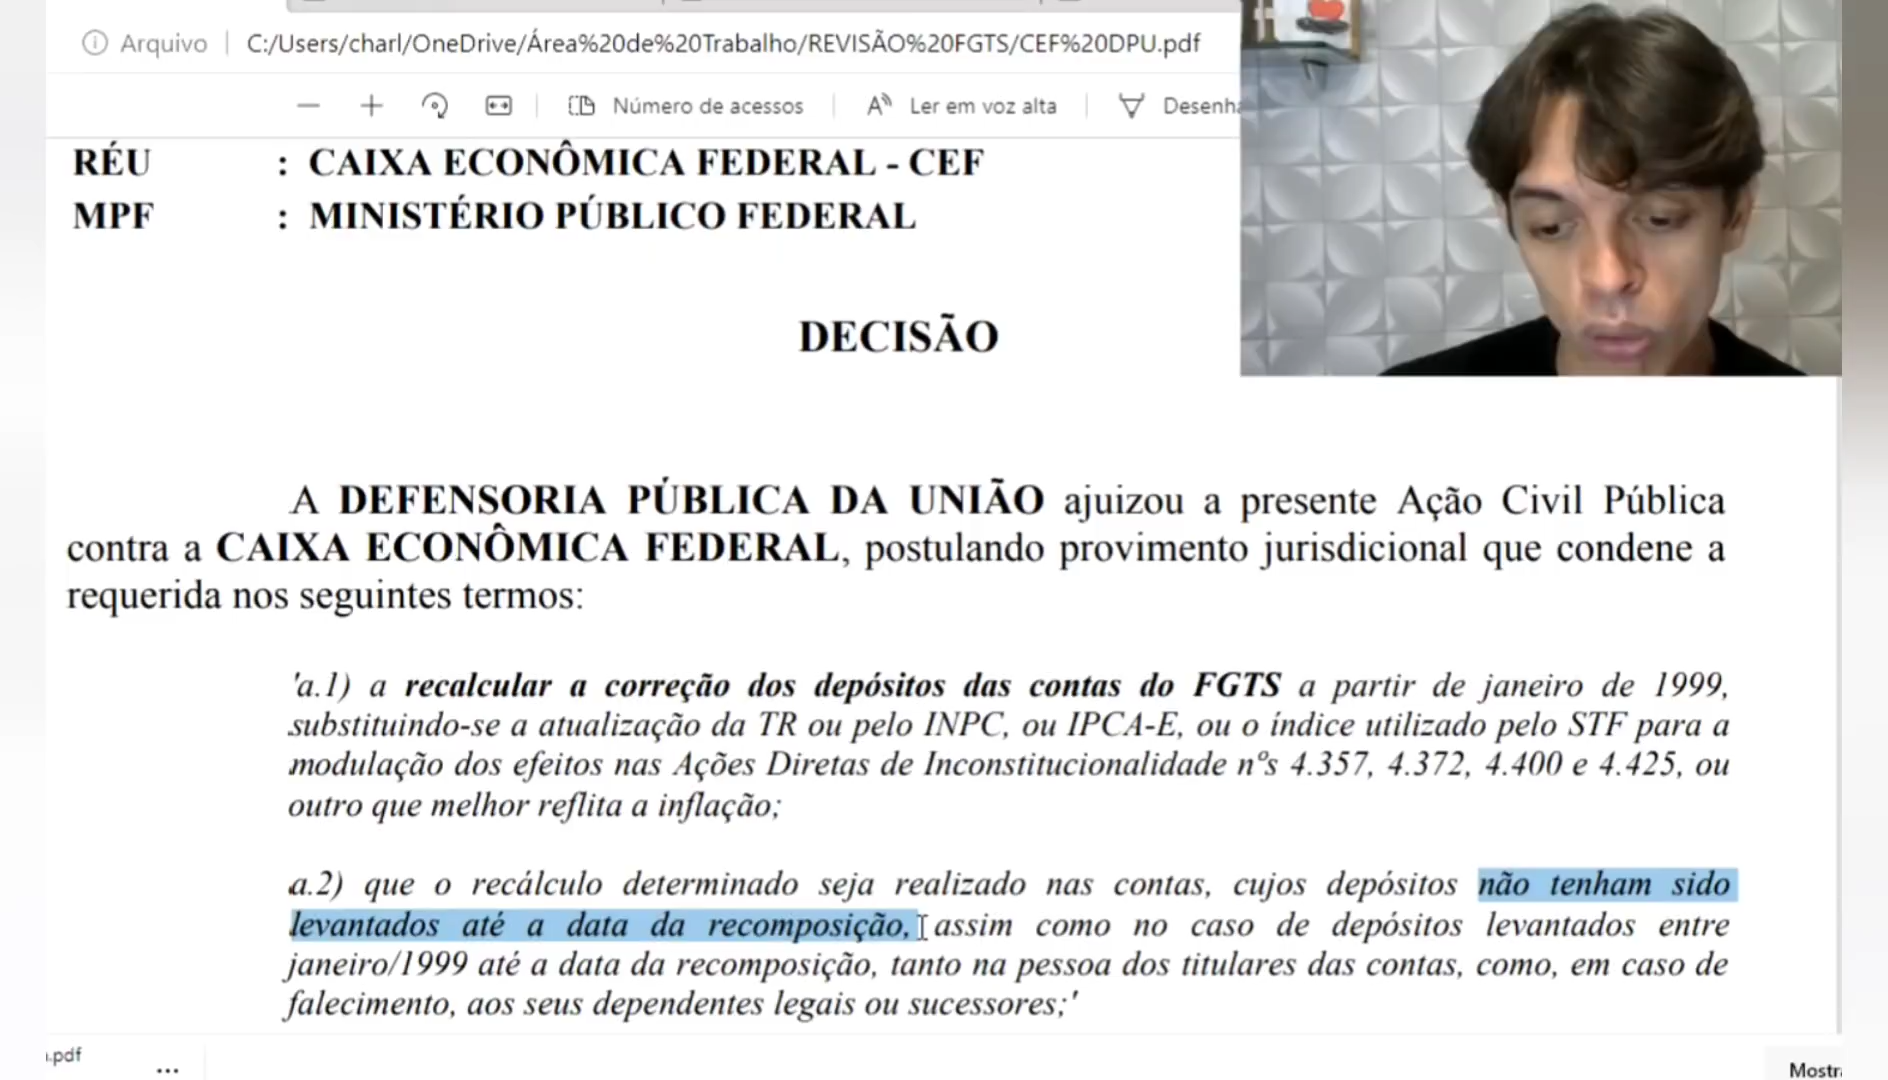 Arquivo | C:/Users/charl/OneDrive/Área%20de%20Trabalho/REVISÃO%20FGTS/CEF%20DPU.pdf
Número de acessos | Ler em voz alta | Desenha
RÉU : CAIXA ECONÔMICA FEDERAL - CEF
MPF : MINISTÉRIO PÚBLICO FEDERAL
DECISÃO
A DEFENSORIA PÚBLICA DA UNIÃO ajuizou a presente Ação Civil Pública
contra a CAIXA ECONÔMICA FEDERAL, postulando provimento jurisdicional que condene a
requerida nos seguintes termos:
'a.1) a recalcular a correção dos depósitos das contas do FGTS a partir de janeiro de 1999,
substituindo-se a atualização da TR ou pelo INPC, ou IPCA-E, ou o índice utilizado pelo STF para a
modulação dos efeitos nas Ações Diretas de Inconstitucionalidade nºs 4.357, 4.372, 4.400 e 4.425, ou
outro que melhor reflita a inflação;
a.2) que o recálculo determinado seja realizado nas contas, cujos depósitos não tenham sido
levantados até a data da recomposição, assim como no caso de depósitos levantados entre
janeiro/1999 até a data da recomposição, tanto na pessoa dos titulares das contas, como, em caso de
falecimento, aos seus dependentes legais ou sucessores;'
.pdf
...
Mostra